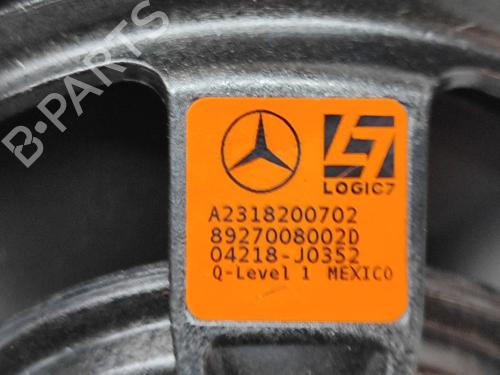 B-PARTS
LOGIC7
A2318200702
8927008002D
04218-J0352
Q-Level 1 MEXICO